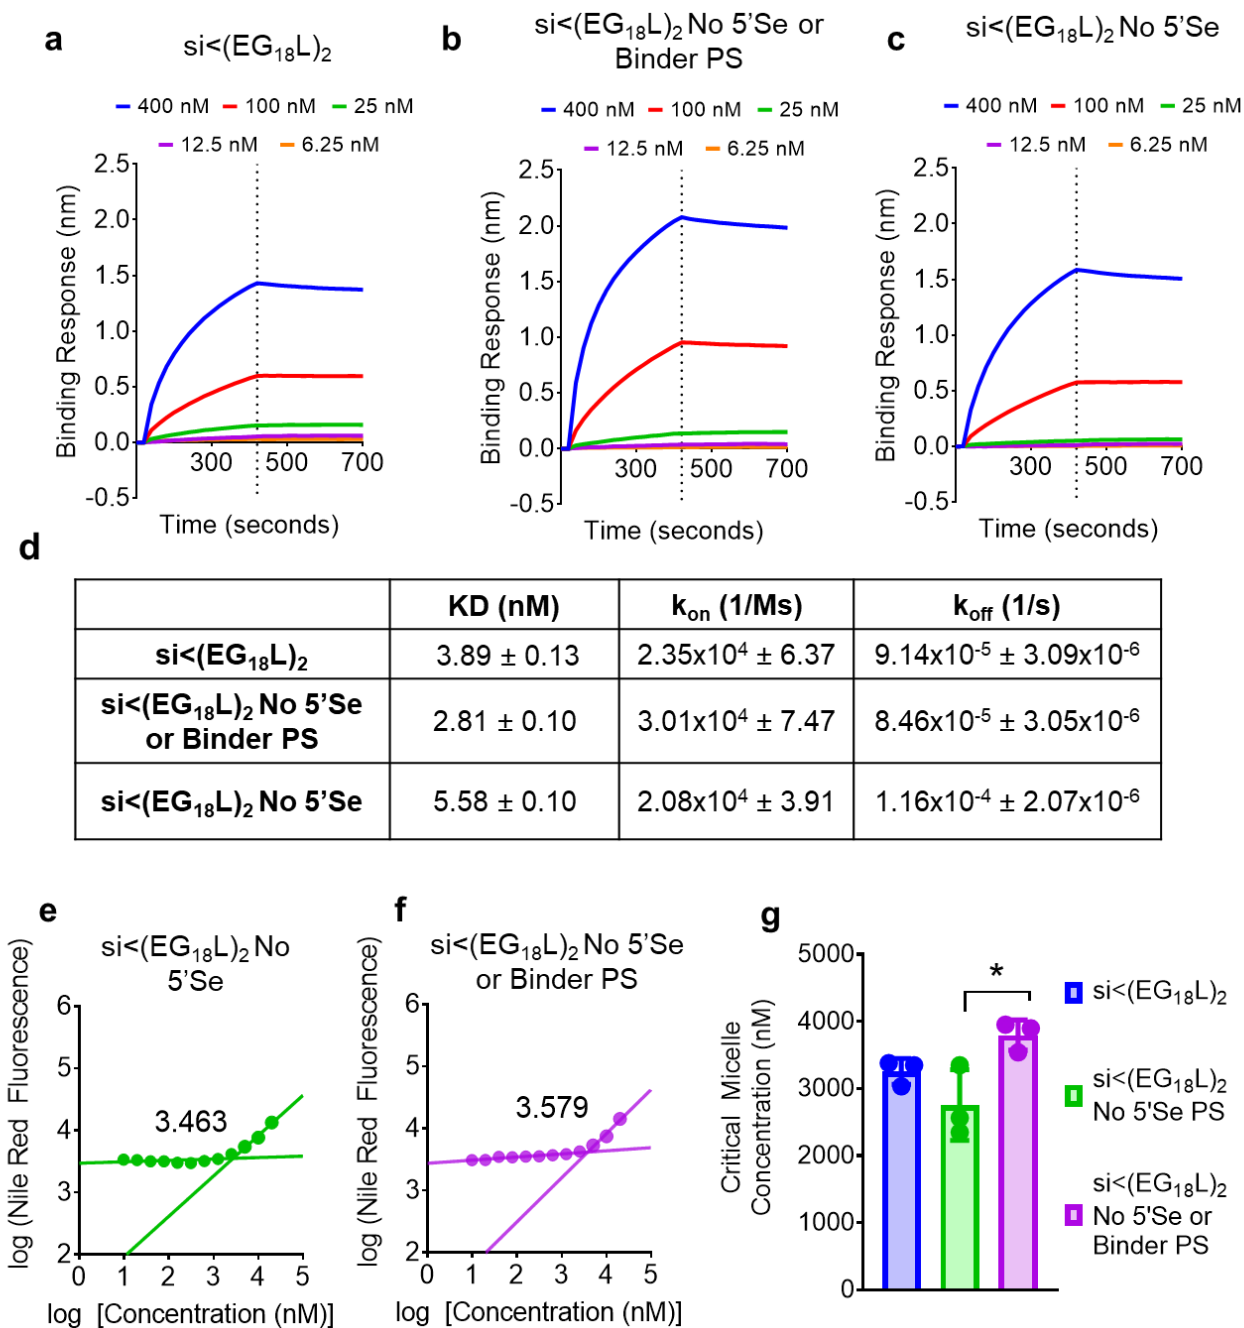 a
si<(EG₁₈L)₂
400 nM 100 nM 25 nM
12.5 nM 6.25 nM
Binding Response (nm)
2.5
2.0
1.5
1.0
0.5
0.0
-0.5
300 500 700
Time (seconds)
b
si<(EG₁₈L)₂ No 5'Se or
Binder PS
400 nM 100 nM 25 nM
12.5 nM 6.25 nM
Binding Response (nm)
2.5
2.0
1.5
1.0
0.5
0.0
-0.5
300 500 700
Time (seconds)
c
si<(EG₁₈L)₂ No 5'Se
400 nM 100 nM 25 nM
12.5 nM 6.25 nM
Binding Response (nm)
2.5
2.0
1.5
1.0
0.5
0.0
-0.5
300 500 700
Time (seconds)
d
KD (nM) kon (1/Ms) koff (1/s)
si<(EG₁₈L)₂ 3.89 ± 0.13 2.35x10⁴ ± 6.37 9.14x10⁻⁵ ± 3.09x10⁻⁶
si<(EG₁₈L)₂ No 5'Se
or Binder PS 2.81 ± 0.10 3.01x10⁴ ± 7.47 8.46x10⁻⁵ ± 3.05x10⁻⁶
si<(EG₁₈L)₂ No 5'Se 5.58 ± 0.10 2.08x10⁴ ± 3.91 1.16x10⁻⁴ ± 2.07x10⁻⁶
e
si<(EG₁₈L)₂ No
5'Se
log (Nile Red Fluorescence)
6
5
4
3
2
3.463
0 1 2 3 4 5
log [Concentration (nM)]
f
si<(EG₁₈L)₂ No 5'Se
or Binder PS
log (Nile Red Fluorescence)
6
5
4
3
2
3.579
0 1 2 3 4 5
log [Concentration (nM)]
g
Critical Micelle
Concentration (nM)
5000
4000
3000
2000
1000
0
*
si<(EG₁₈L)₂
si<(EG₁₈L)₂
No 5'Se PS
si<(EG₁₈L)₂
No 5'Se or
Binder PS